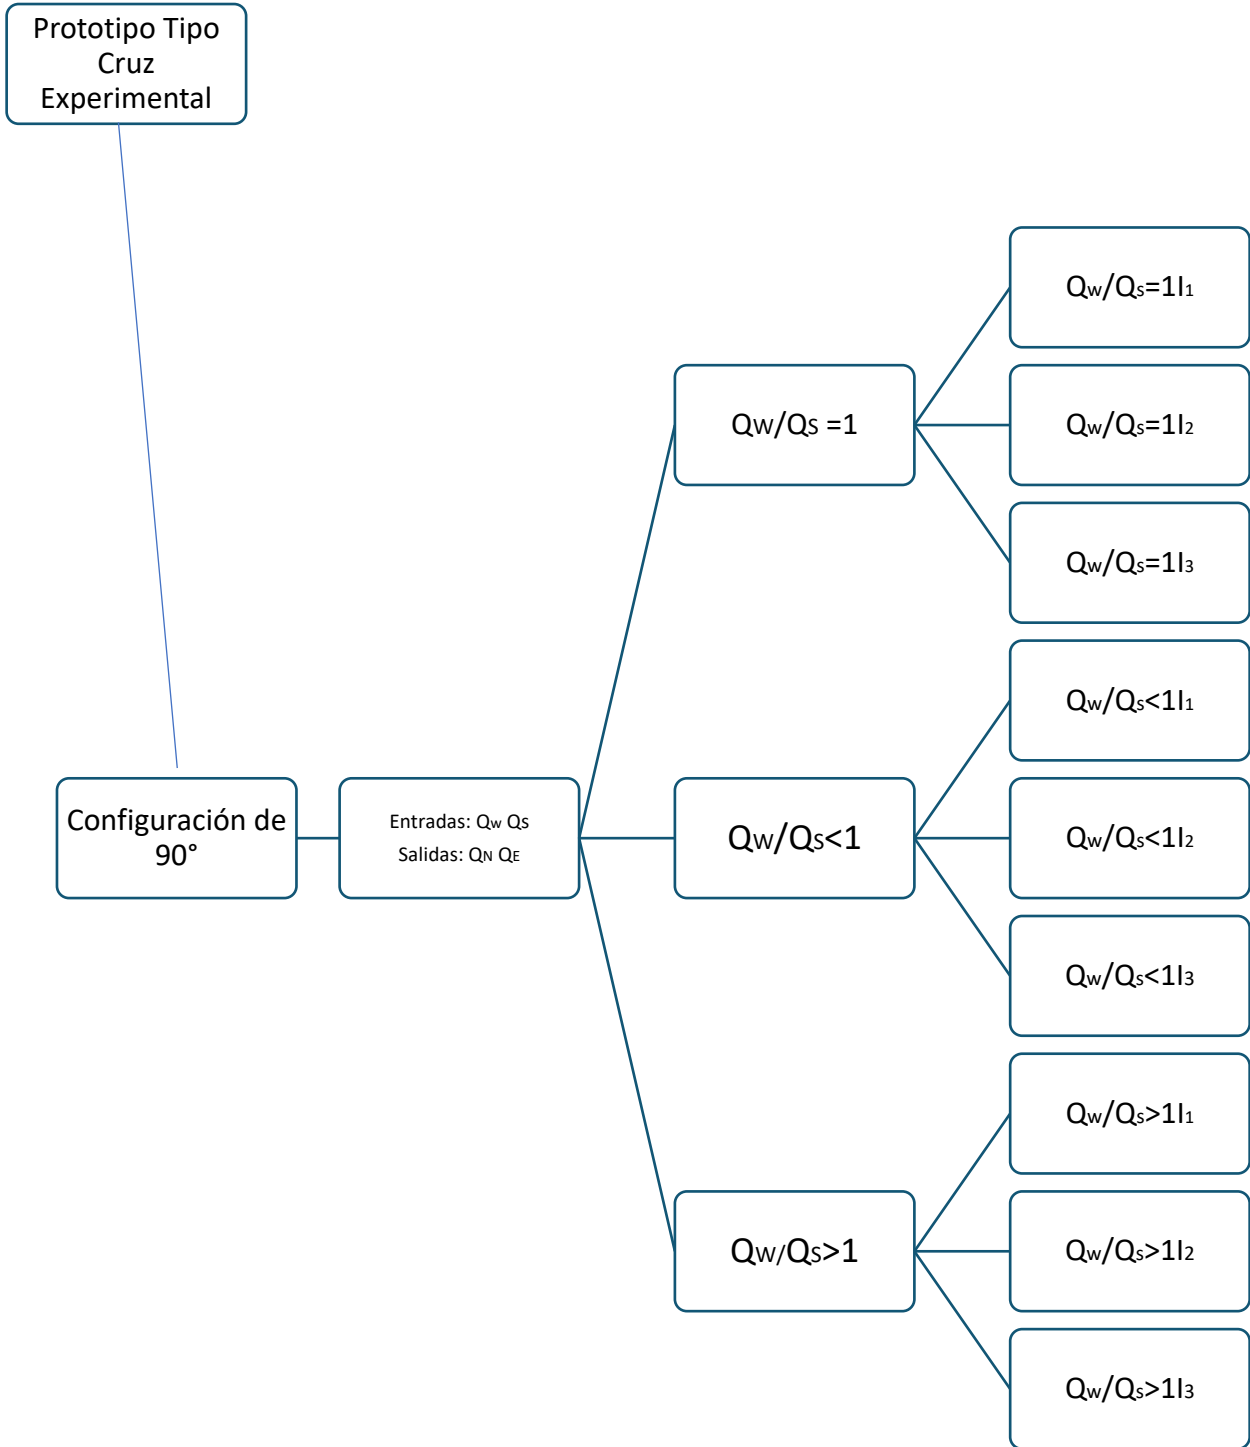 Prototipo Tipo
Cruz
Experimental
Configuración de
90°
Entradas: Qw Qs
Salidas: QN QE
Qw/Qs =1
Qw/Qs=1I1
Qw/Qs=1I2
Qw/Qs=1I3
Qw/Qs<1
Qw/Qs<1I1
Qw/Qs<1I2
Qw/Qs<1I3
Qw/Qs>1
Qw/Qs>1I1
Qw/Qs>1I2
Qw/Qs>1I3